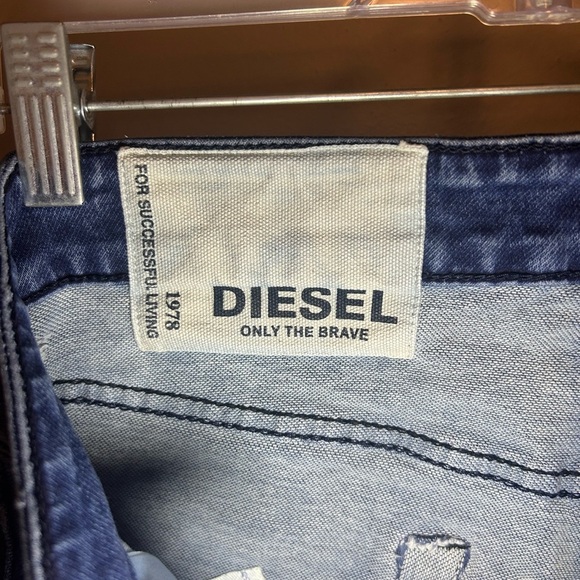 FOR SUCCESSFUL LIVING
1978
DIESEL
ONLY THE BRAVE